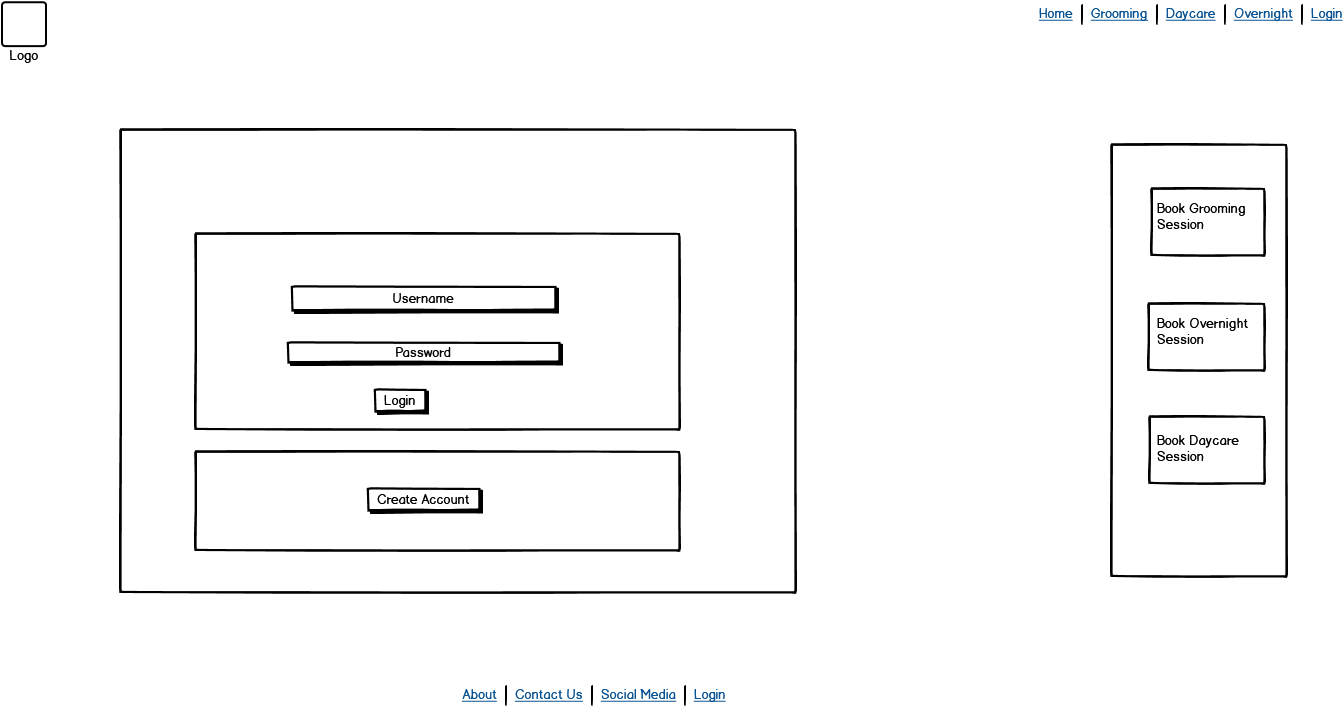 Home Grooming Daycare Overnight Login
Logo
Username
Password
Login
Create Account
Book Grooming
Session
Book Overnight
Session
Book Daycare
Session
About Contact Us Social Media Login